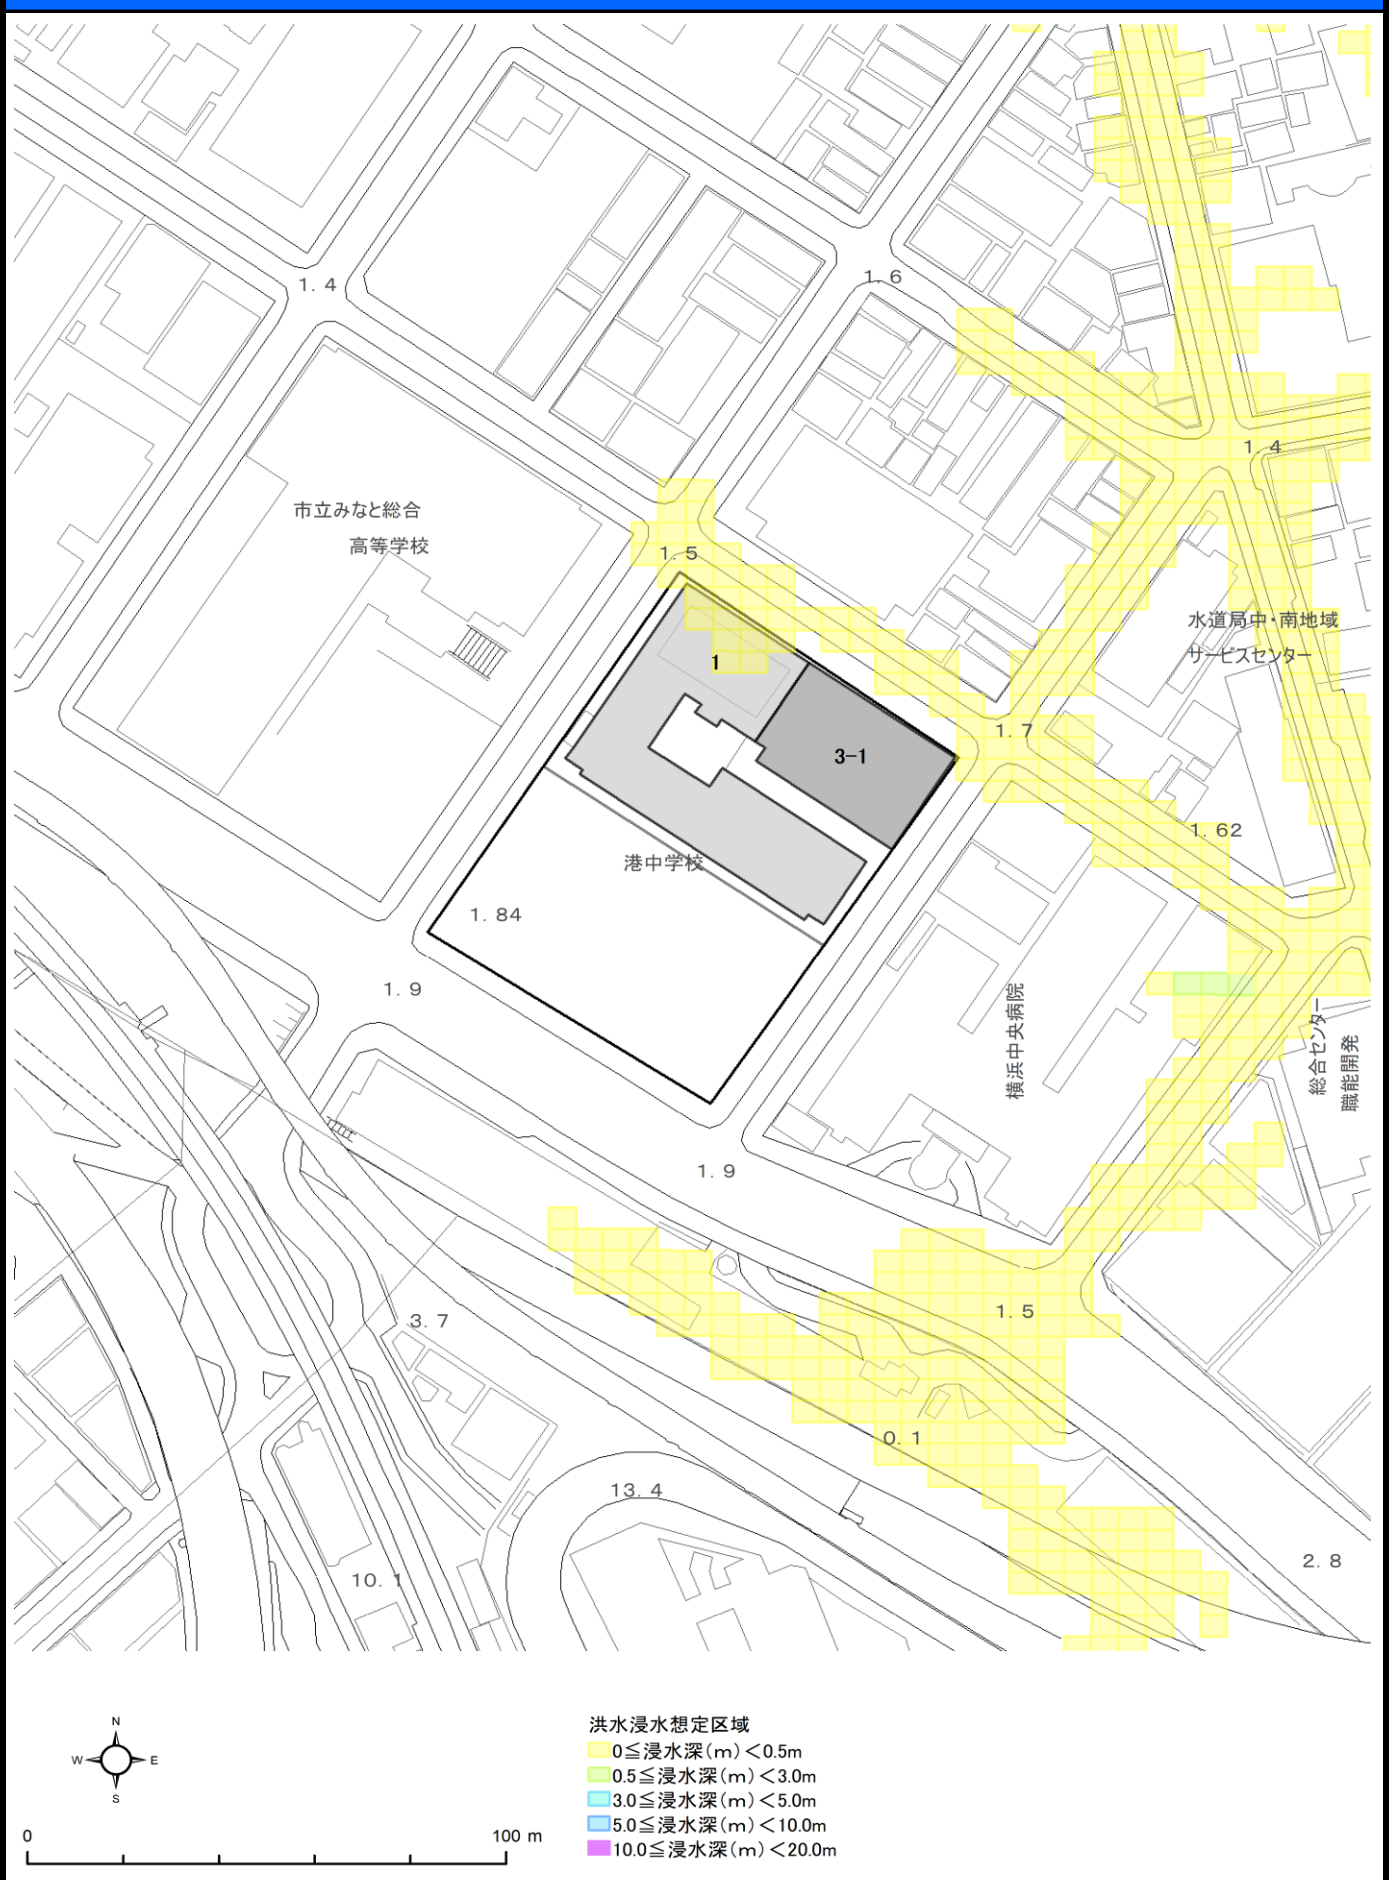 1. 4
1. 6
1. 4
市立みなと総合
高等学校
1. 5
水道局中・南地域
サービスセンター
1
1. 7
3-1
1. 62
港中学校
1. 84
1. 9
横浜中央病院
総合センター
職能開発
1. 9
1. 5
3. 7
0. 1
13. 4
2. 8
10. 1
N
W E
S
0 100 m
洪水浸水想定区域
0≦浸水深(m)<0.5m
0.5≦浸水深(m)<3.0m
3.0≦浸水深(m)<5.0m
5.0≦浸水深(m)<10.0m
10.0≦浸水深(m)<20.0m